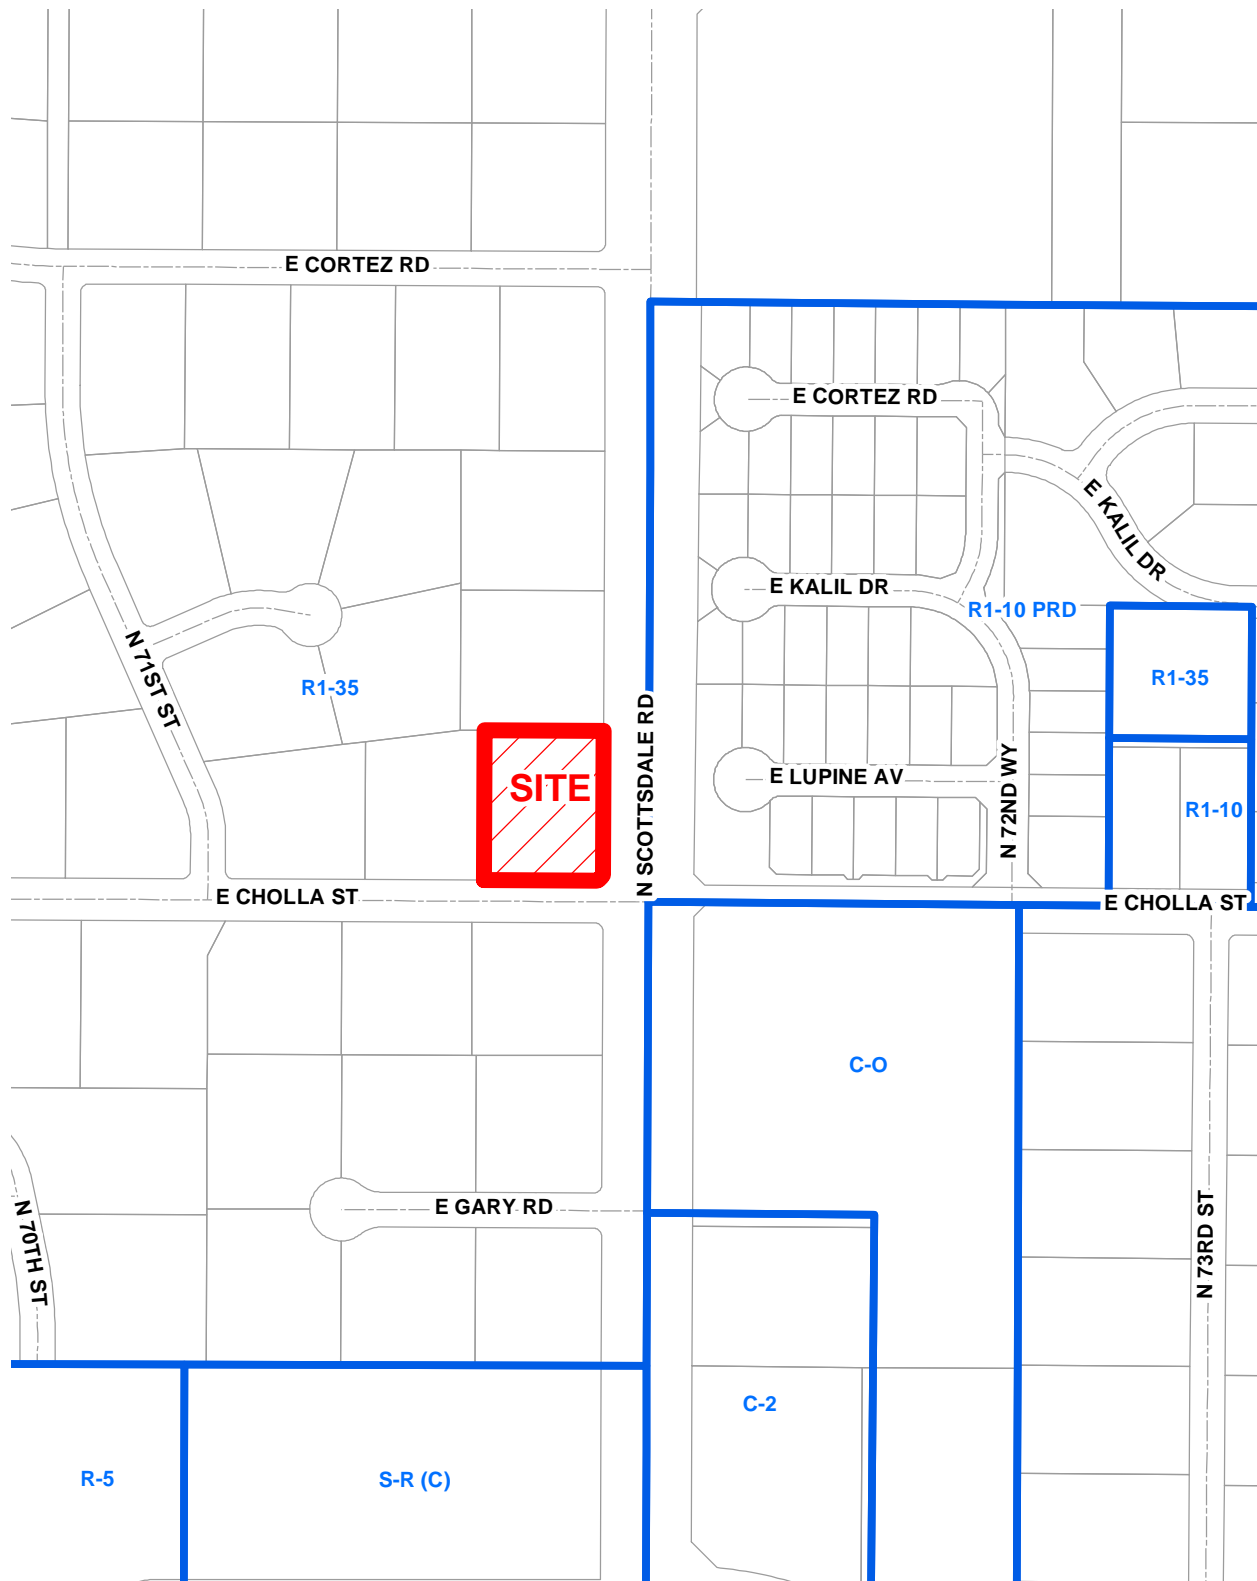 E CORTEZ RD
E CORTEZ RD
E KALIL DR
E KALIL DR
R1-10 PRD
N 71ST ST
R1-35
R1-35
N SCOTTSDALE RD
SITE
E LUPINE AV
N 72ND WY
R1-10
E CHOLLA ST
E CHOLLA ST
C-O
E GARY RD
N 70TH ST
N 73RD ST
C-2
R-5
S-R (C)